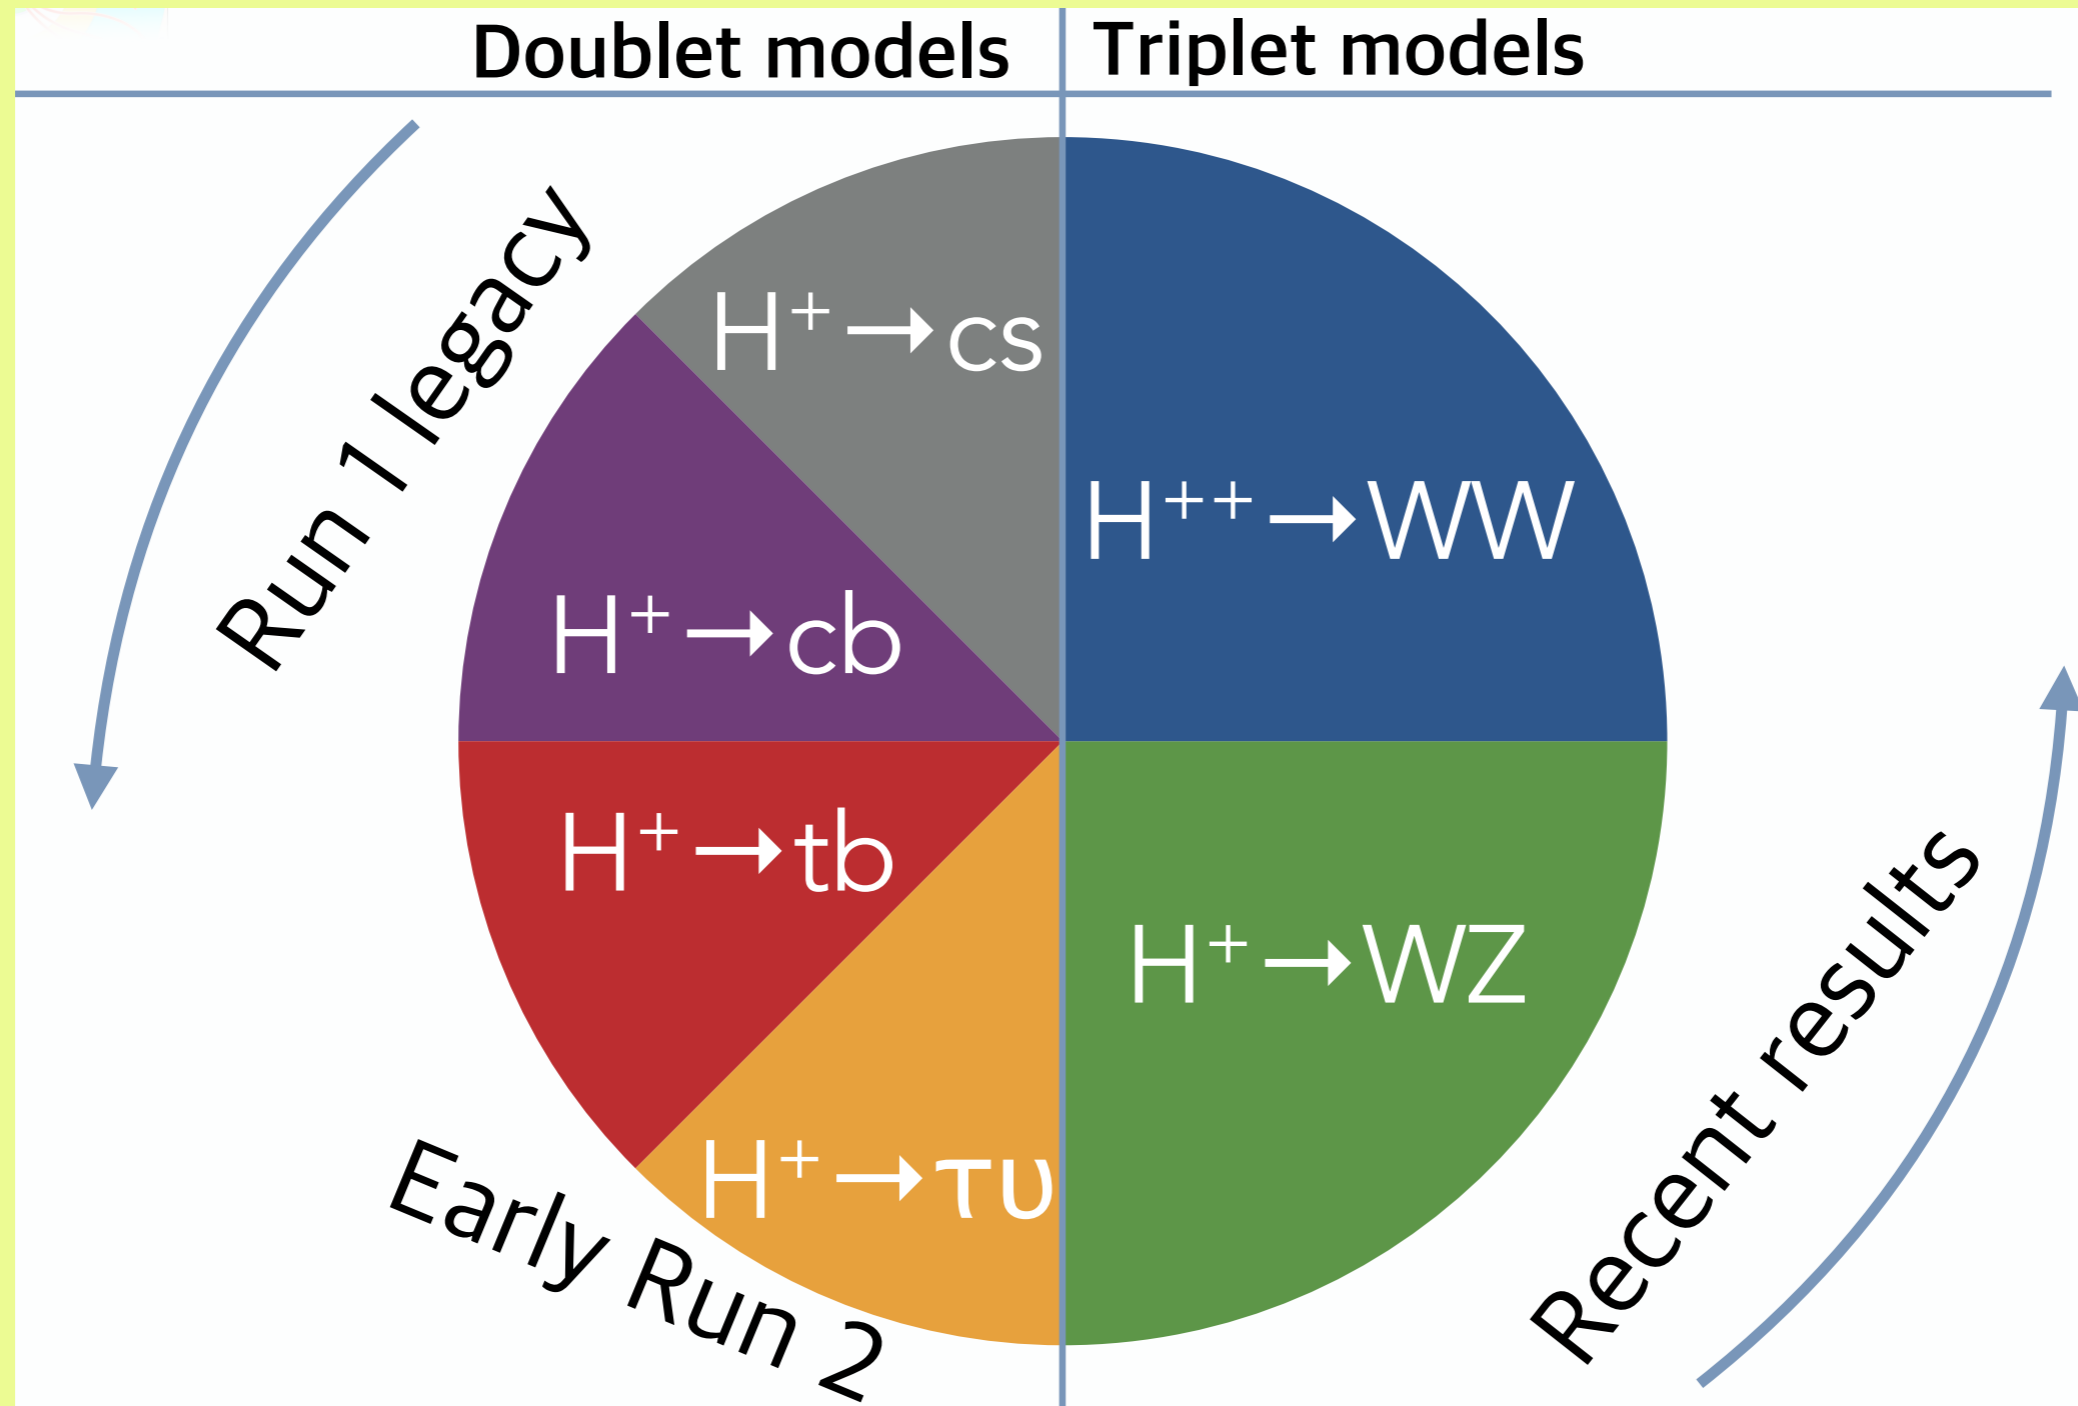 Doublet models
Triplet models
Run 1 legacy
H⁺→cs
H⁺→cb
H⁺⁺→WW
H⁺→tb
H⁺→τυ
H⁺→WZ
Early Run 2
Recent results